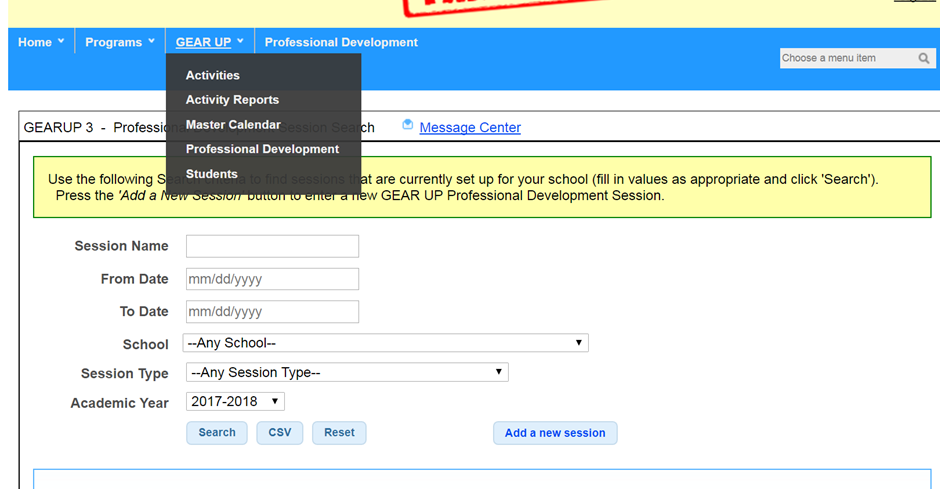 Home Programs GEAR UP Professional Development
Choose a menu item
Activities
Activity Reports
Master Calendar
Professional Development
Students
GEARUP 3 - Professional Development Session Search Message Center
Use the following Search criteria to find sessions that are currently set up for your school (fill in values as appropriate and click 'Search').
Press the 'Add a New Session' button to enter a new GEAR UP Professional Development Session.
Session Name
From Date mm/dd/yyyy
To Date mm/dd/yyyy
School --Any School--
Session Type --Any Session Type--
Academic Year 2017-2018
Search CSV Reset Add a new session